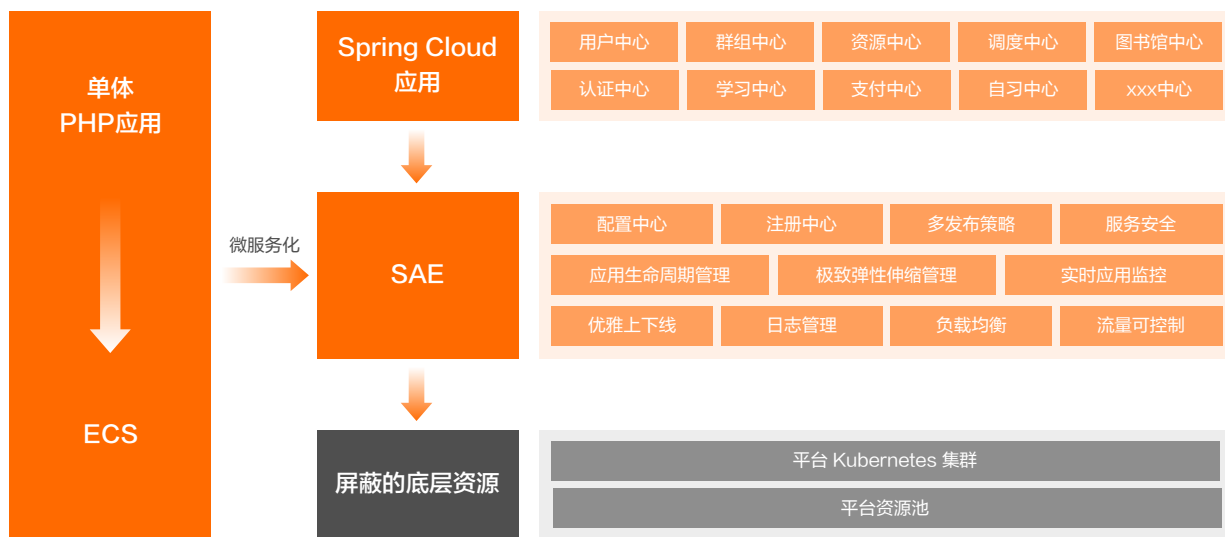 单体
PHP应用
ECS
微服务化
Spring Cloud
应用
用户中心
群组中心
资源中心
调度中心
图书馆中心
认证中心
学习中心
支付中心
自习中心
xxx中心
SAE
配置中心
注册中心
多发布策略
服务安全
应用生命周期管理
极致弹性伸缩管理
实时应用监控
优雅上下线
日志管理
负载均衡
流量可控制
屏蔽的底层资源
平台 Kubernetes 集群
平台资源池